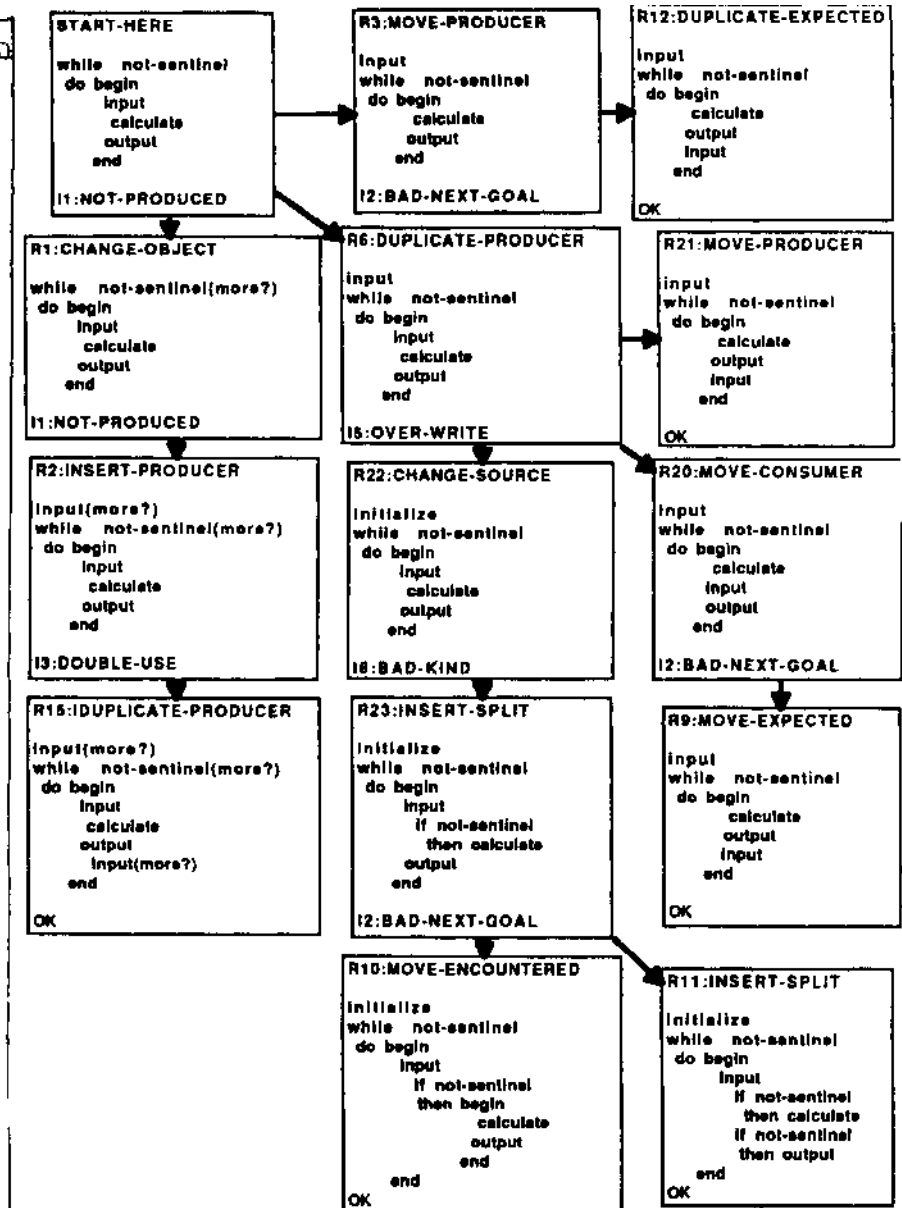 START-HERE
while not-sentinel
do begin
input
calculate
output
end
I1:NOT-PRODUCED
R3:MOVE-PRODUCER
input
while not-sentinel
do begin
calculate
output
end
I2:BAD-NEXT-GOAL
R12:DUPLICATE-EXPECTED
input
while not-sentinel
do begin
calculate
output
input
end
OK
R1:CHANGE-OBJECT
while not-sentinel(more?)
do begin
input
calculate
output
end
I1:NOT-PRODUCED
R6:DUPLICATE-PRODUCER
input
while not-sentinel
do begin
input
calculate
output
end
I5:OVER-WRITE
R21:MOVE-PRODUCER
input
while not-sentinel
do begin
calculate
output
input
end
OK
R2:INSERT-PRODUCER
input(more?)
while not-sentinel(more?)
do begin
input
calculate
output
end
I3:DOUBLE-USE
R22:CHANGE-SOURCE
initialize
while not-sentinel
do begin
input
calculate
output
end
I6:BAD-KIND
R20:MOVE-CONSUMER
input
while not-sentinel
do begin
calculate
input
output
end
I2:BAD-NEXT-GOAL
R15:IDUPLICATE-PRODUCER
input(more?)
while not-sentinel(more?)
do begin
input
calculate
output
input(more?)
end
OK
R23:INSERT-SPLIT
initialize
while not-sentinel
do begin
input
if not-sentinel
then calculate
output
end
I2:BAD-NEXT-GOAL
R9:MOVE-EXPECTED
input
while not-sentinel
do begin
calculate
output
input
end
OK
R10:MOVE-ENCOUNTERED
initialize
while not-sentinel
do begin
input
if not-sentinel
then begin
calculate
output
end
end
OK
R11:INSERT-SPLIT
initialize
while not-sentinel
do begin
input
if not-sentinel
then calculate
if not-sentinel
then output
end
OK